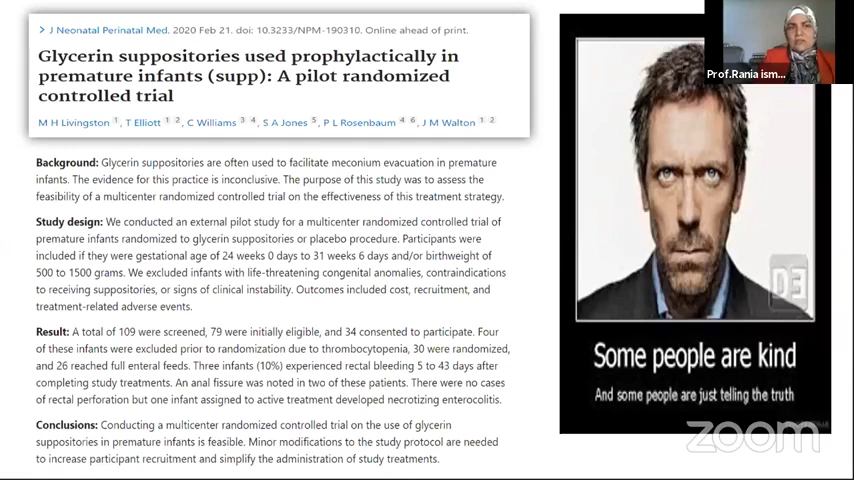 J Neonatal Perinatal Med. 2020 Feb 21. doi: 10.3233/NPM-190310. Online ahead of print.
Glycerin suppositories used prophylactically in
premature infants (supp): A pilot randomized
controlled trial
M H Livingston 1, T Elliott 1 2, C Williams 3 4, S A Jones 5, P L Rosenbaum 4 6, J M Walton 1 2
Background: Glycerin suppositories are often used to facilitate meconium evacuation in premature
infants. The evidence for this practice is inconclusive. The purpose of this study was to assess the
feasibility of a multicenter randomized controlled trial on the effectiveness of this treatment strategy.
Study design: We conducted an external pilot study for a multicenter randomized controlled trial of
premature infants randomized to glycerin suppositories or placebo procedure. Participants were
included if they were gestational age of 24 weeks 0 days to 31 weeks 6 days and/or birthweight of
500 to 1500 grams. We excluded infants with life-threatening congenital anomalies, contraindications
to receiving suppositories, or signs of clinical instability. Outcomes included cost, recruitment, and
treatment-related adverse events.
Result: A total of 109 were screened, 79 were initially eligible, and 34 consented to participate. Four
of these infants were excluded prior to randomization due to thrombocytopenia, 30 were randomized,
and 26 reached full enteral feeds. Three infants (10%) experienced rectal bleeding 5 to 43 days after
completing study treatments. An anal fissure was noted in two of these patients. There were no cases
of rectal perforation but one infant assigned to active treatment developed necrotizing enterocolitis.
Conclusions: Conducting a multicenter randomized controlled trial on the use of glycerin
suppositories in premature infants is feasible. Minor modifications to the study protocol are needed
to increase participant recruitment and simplify the administration of study treatments.
Prof.Rania ism...
DE
Some people are kind
And some people are just telling the truth
zoom